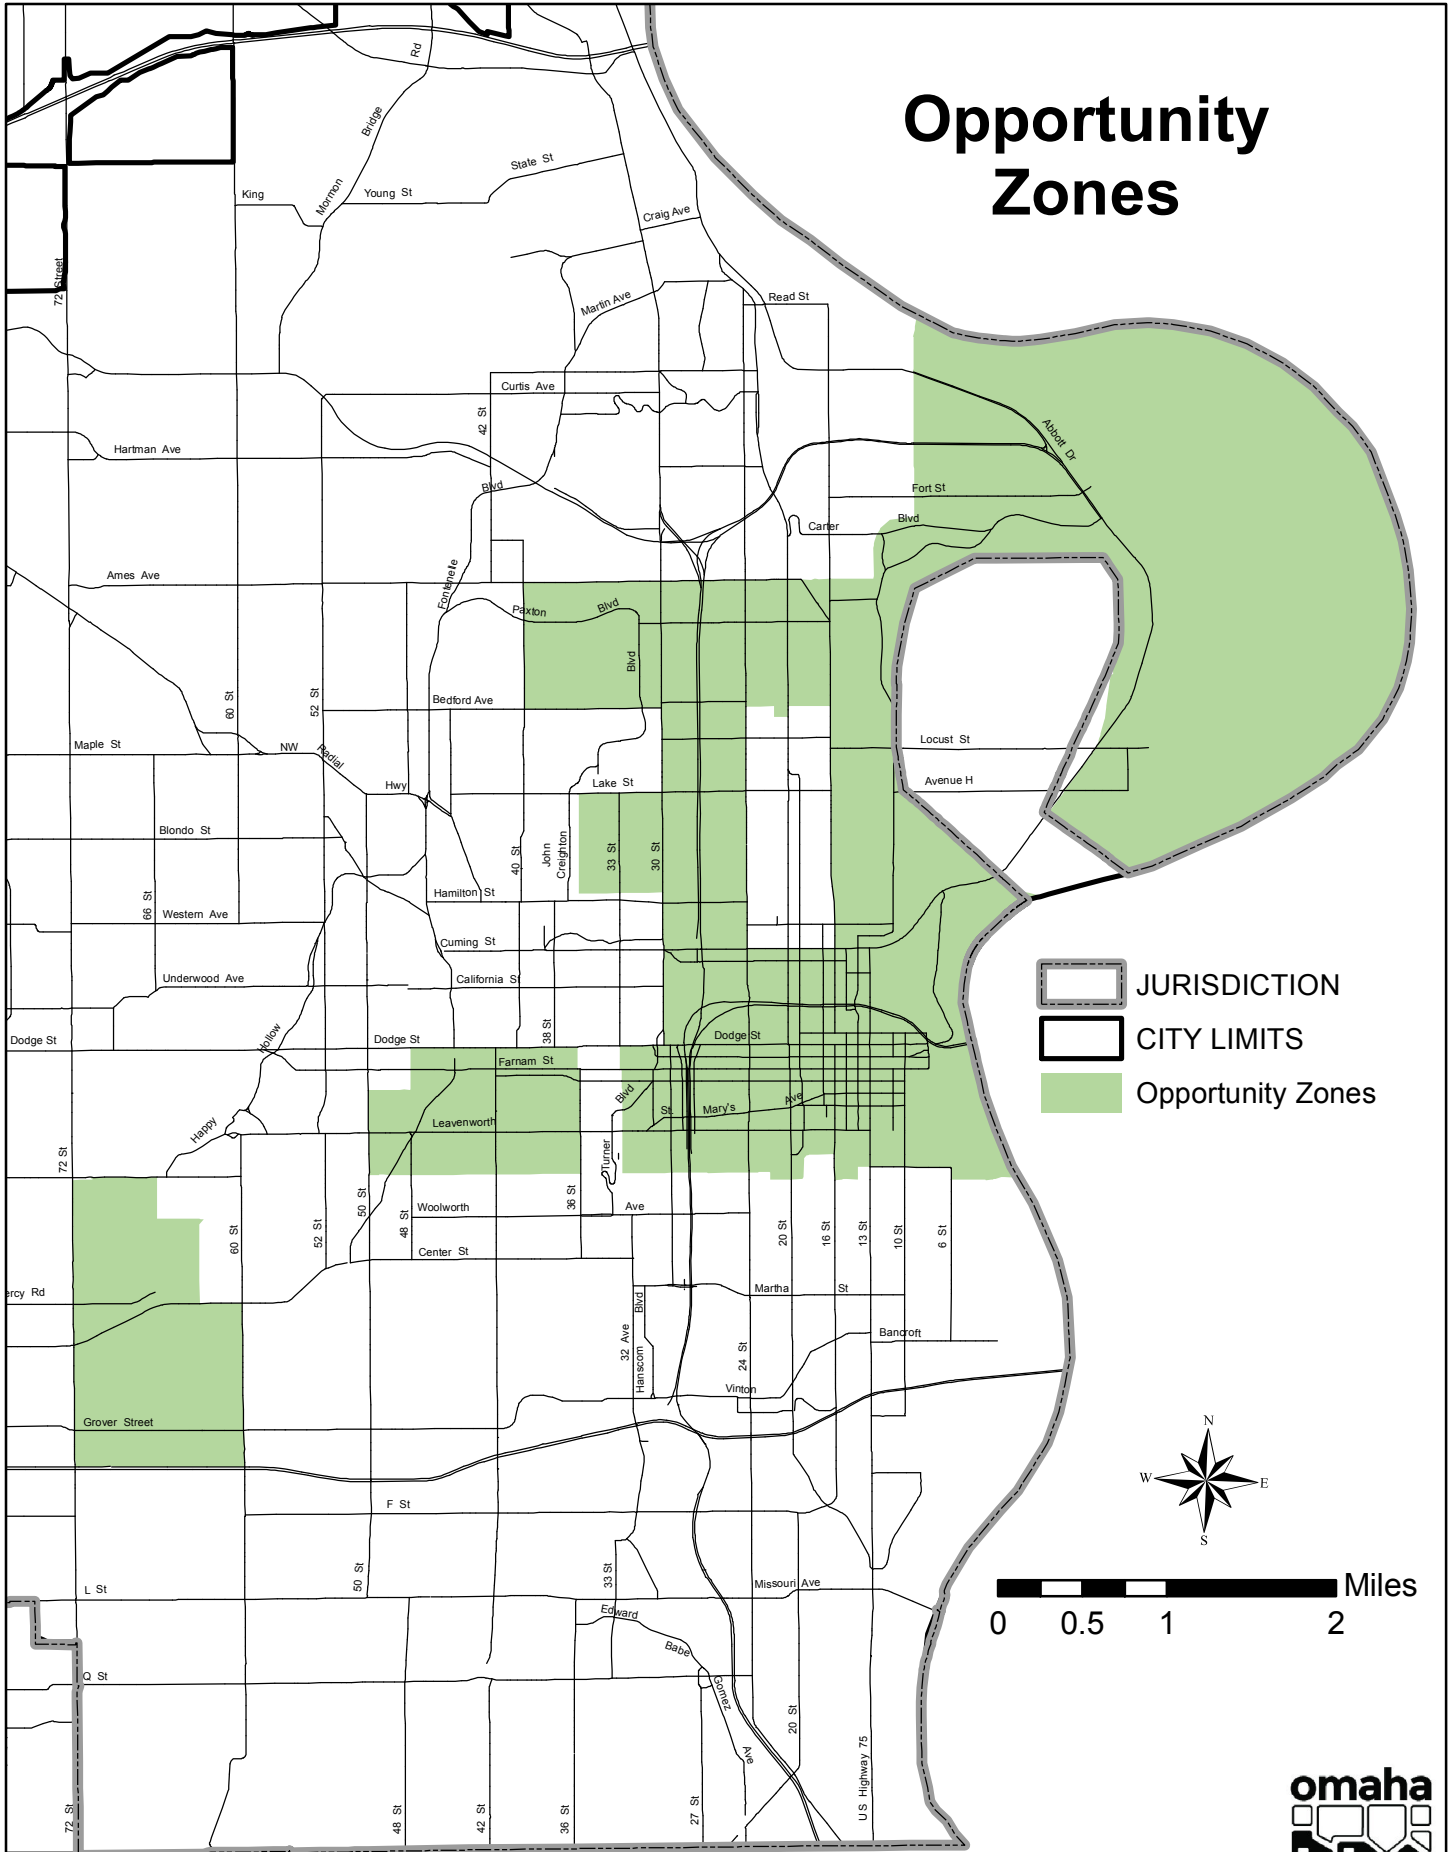 Opportunity
Zones
Rd
Bridge
Mormon
King
Young St
State St
Craig Ave
72 Street
Martin Ave
Read St
Curtis Ave
42 St
Abbott Dr
Hartman Ave
Blvd
Fort St
Carter
Blvd
Ames Ave
Fontenelle
Paxton
Blvd
Blvd
60 St
52 St
Bedford Ave
Maple St
NW
Radial
Hwy
Lake St
Locust St
Avenue H
Blondo St
40 St
John
Creighton
33 St
30 St
66 St
Hamilton St
Western Ave
Cuming St
Underwood Ave
California St
JURISDICTION
Dodge St
Hollow
Dodge St
38 St
Dodge St
CITY LIMITS
Farnam St
Opportunity Zones
Blvd
St.
Mary's
Ave
Happy
Leavenworth
72 St
Turner
50 St
48 St
36 St
Woolworth
Ave
60 St
52 St
20 St
16 St
13 St
10 St
6 St
Center St
ercy Rd
Martha
St
Blvd
32 Ave
Hanscom
24 St
Bancroft
Vinton
Grover Street
N
W
E
S
F St
50 St
33 St
L St
Missouri Ave
Miles
0
0.5
1
2
Edward
Babe
Gomez
Ave
Q St
20 St
US Highway 75
72 St
48 St
42 St
36 St
27 St
omaha